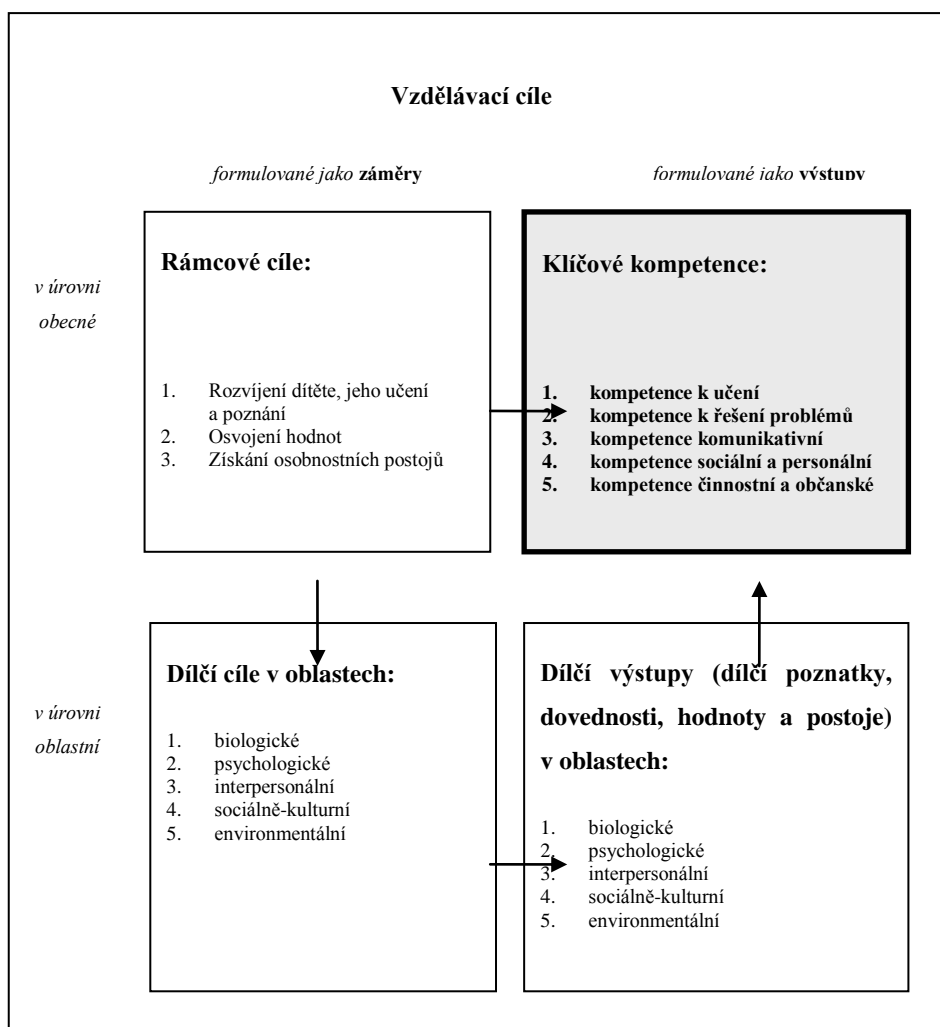 Vzdělávací cíle
formulované jako záměry
formulované jako výstupy
v úrovni
obecné
Rámcové cíle:
1. Rozvíjení dítěte, jeho učení
a poznání
2. Osvojení hodnot
3. Získání osobnostních postojů
Klíčové kompetence:
1. kompetence k učení
2. kompetence k řešení problémů
3. kompetence komunikativní
4. kompetence sociální a personální
5. kompetence činnostní a občanské
v úrovni
oblastní
Dílčí cíle v oblastech:
1. biologické
2. psychologické
3. interpersonální
4. sociálně-kulturní
5. environmentální
Dílčí výstupy (dílčí poznatky,
dovednosti, hodnoty a postoje)
v oblastech:
1. biologické
2. psychologické
3. interpersonální
4. sociálně-kulturní
5. environmentální